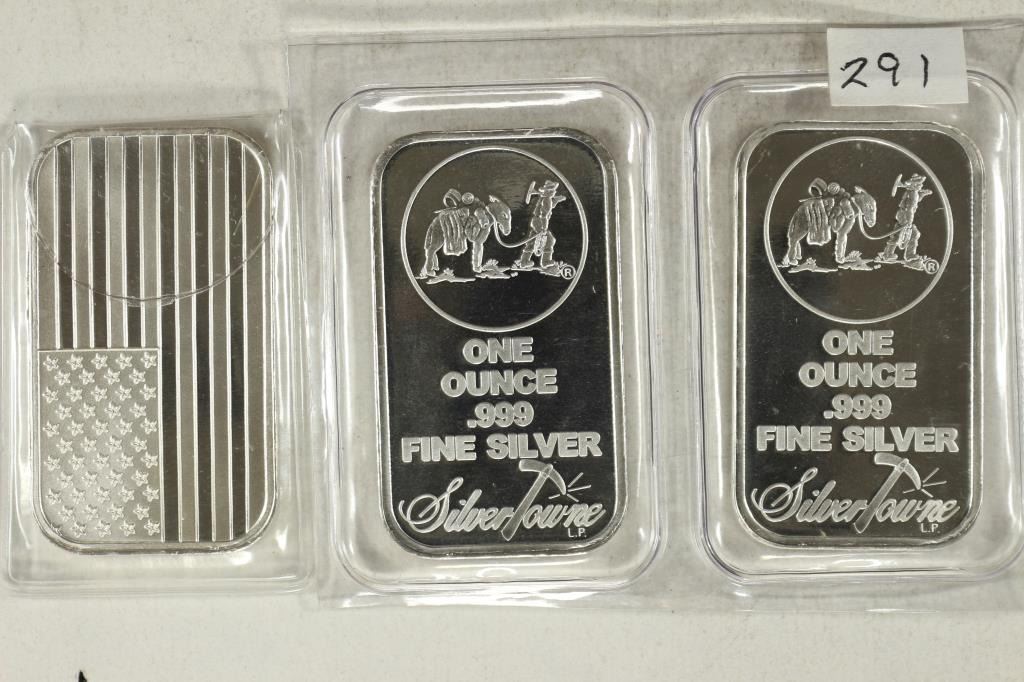 291
®
ONE
OUNCE
.999
FINE SILVER
SilverTowne
L.P.
®
ONE
OUNCE
.999
FINE SILVER
SilverTowne
L.P.